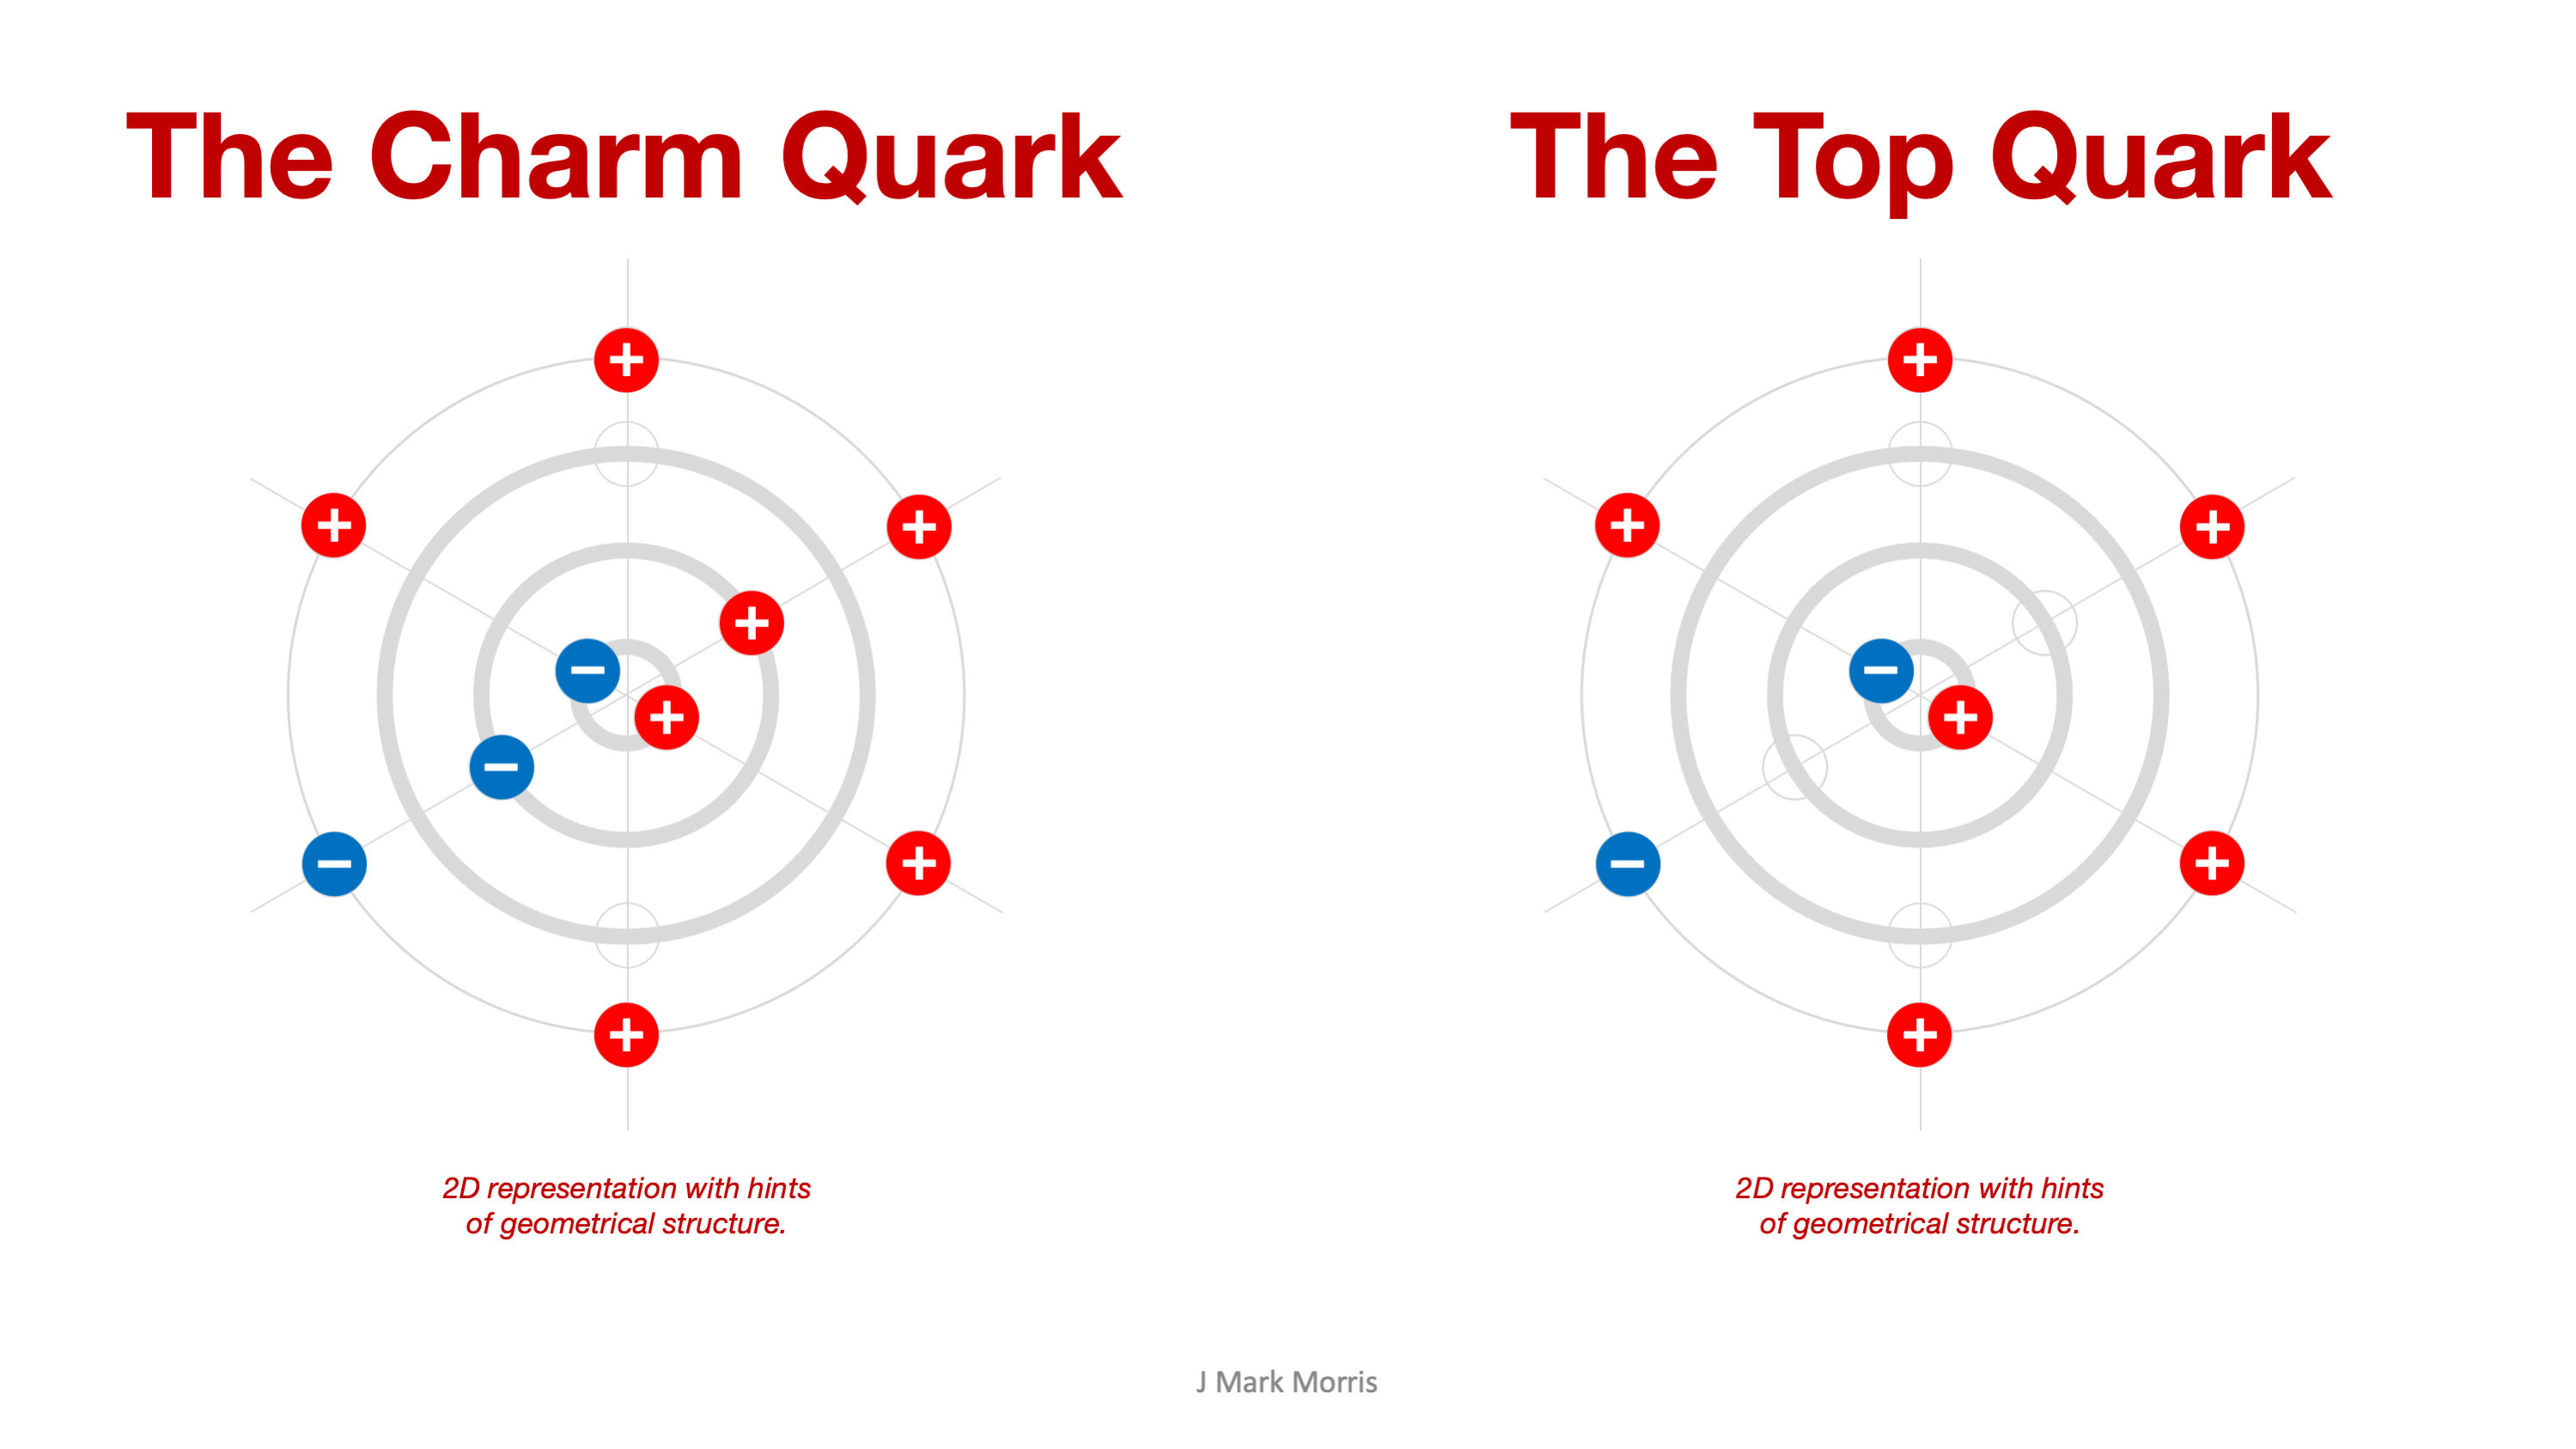 The Charm Quark
The Top Quark
+
+
+
+
−
+
−
−
+
+
+
+
+
−
+
−
+
+
2D representation with hints
of geometrical structure.
2D representation with hints
of geometrical structure.
J Mark Morris